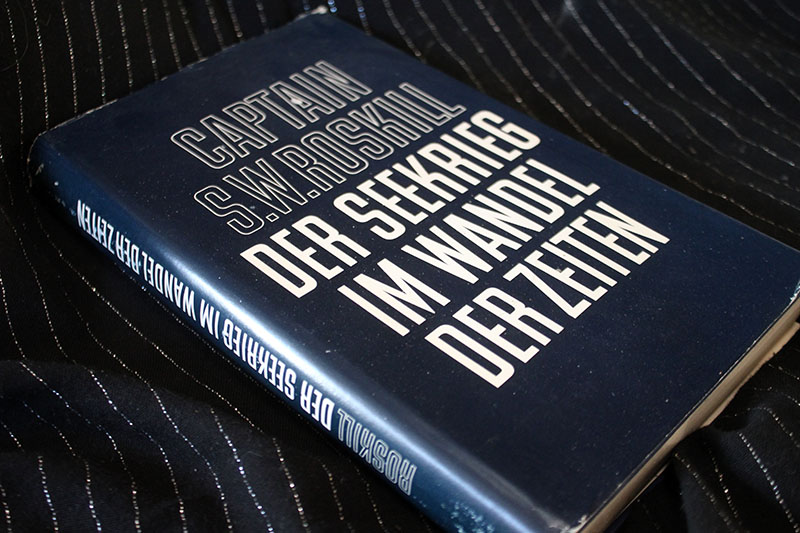 CAPTAIN
S.W.ROSKILL
DER SEEKRIEG
IM WANDEL
DER ZEITEN
ROSKILL DER SEEKRIEG IM WANDEL DER ZEITEN